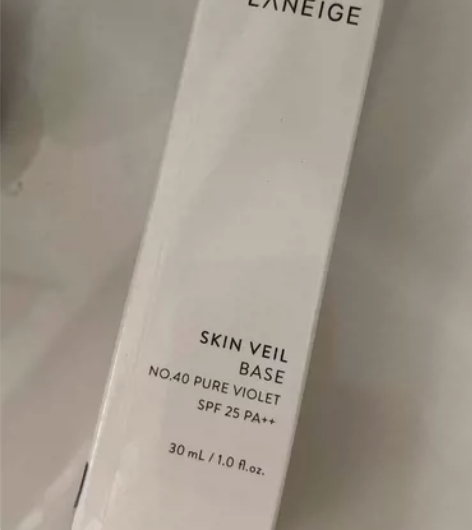 LANEIGE
SKIN VEIL
BASE
NO.40 PURE VIOLET
SPF 25 PA++
30 mL / 1.0 fl.oz.